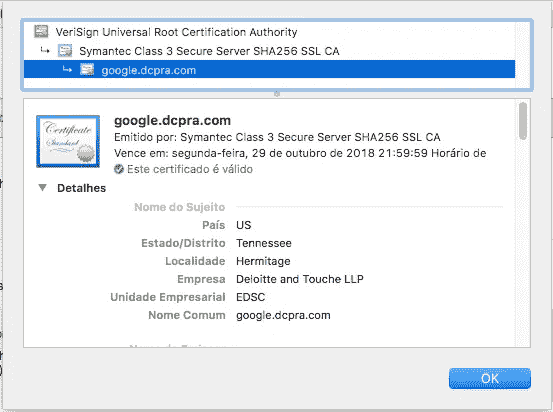 VeriSign Universal Root Certification Authority
Symantec Class 3 Secure Server SHA256 SSL CA
google.dcpra.com
Certificate
Standard
google.dcpra.com
Emitido por: Symantec Class 3 Secure Server SHA256 SSL CA
Vence em: segunda-feira, 29 de outubro de 2018 21:59:59 Horário de
Este certificado é válido
Detalhes
Nome do Sujeito
País US
Estado/Distrito Tennessee
Localidade Hermitage
Empresa Deloitte and Touche LLP
Unidade Empresarial EDSC
Nome Comum google.dcpra.com
OK